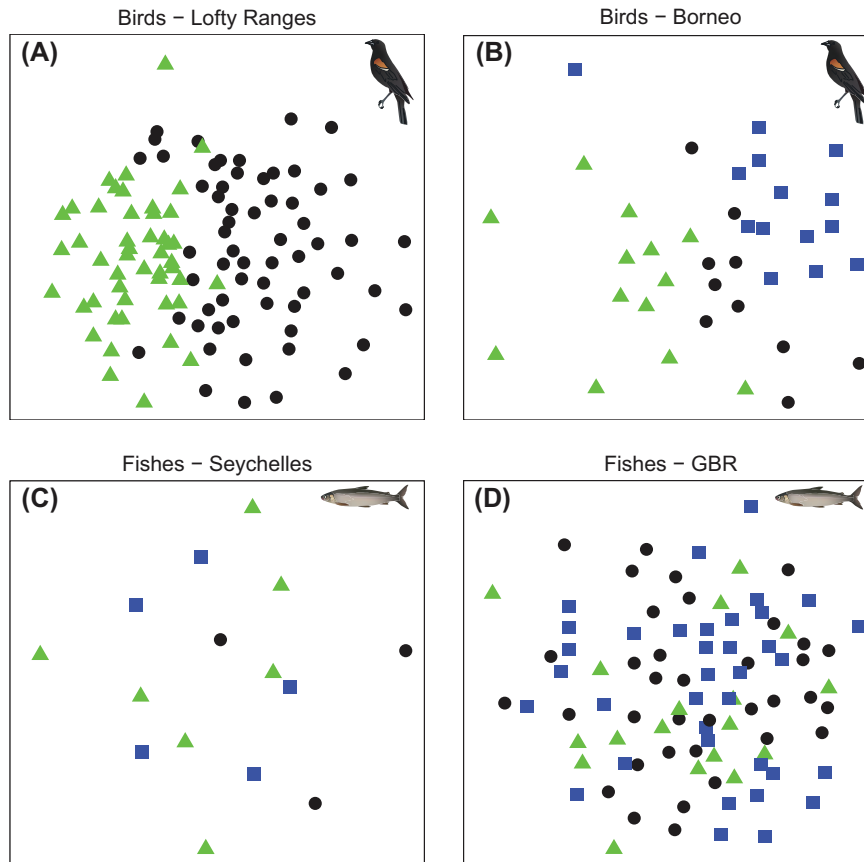 Birds – Lofty Ranges
(A)
Birds – Borneo
(B)
Fishes – Seychelles
(C)
Fishes – GBR
(D)